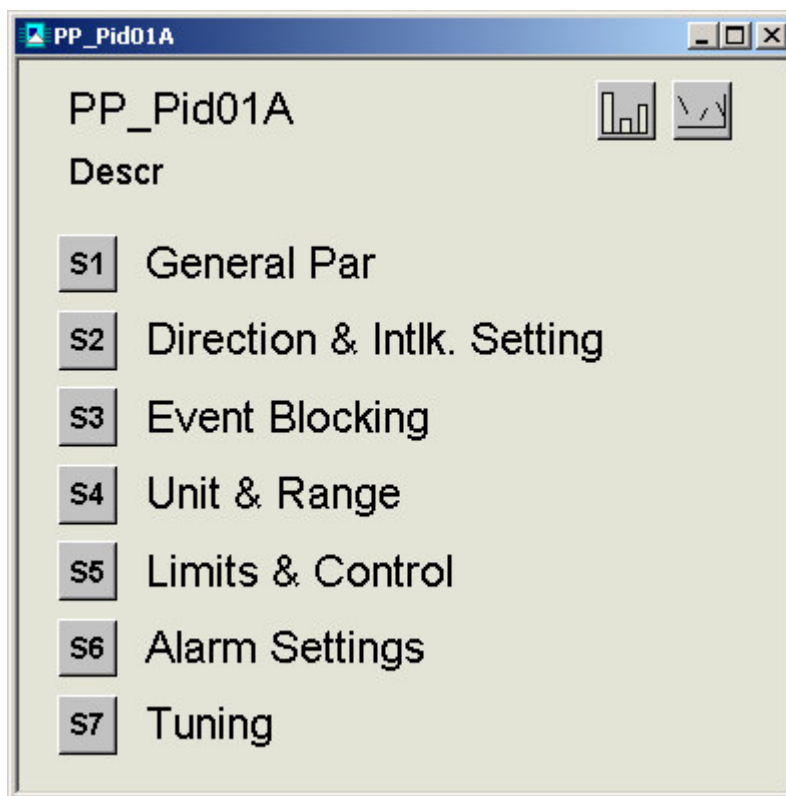 PP_Pid01A
PP_Pid01A
Descr
S1 General Par
S2 Direction & Intlk. Setting
S3 Event Blocking
S4 Unit & Range
S5 Limits & Control
S6 Alarm Settings
S7 Tuning